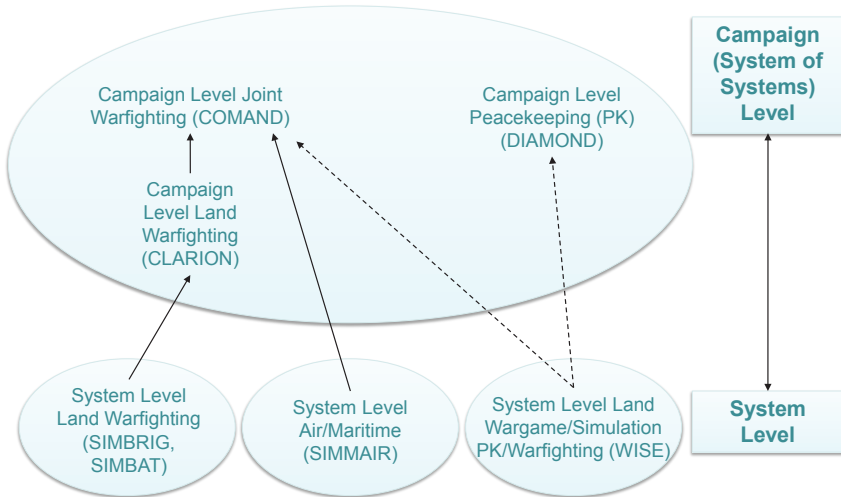 Campaign Level Joint
Warfighting (COMAND)
Campaign Level
Peacekeeping (PK)
(DIAMOND)
Campaign
(System of
Systems)
Level
Campaign
Level Land
Warfighting
(CLARION)
System Level
Land Warfighting
(SIMBRIG,
SIMBAT)
System Level
Air/Maritime
(SIMMAIR)
System Level Land
Wargame/Simulation
PK/Warfighting (WISE)
System
Level